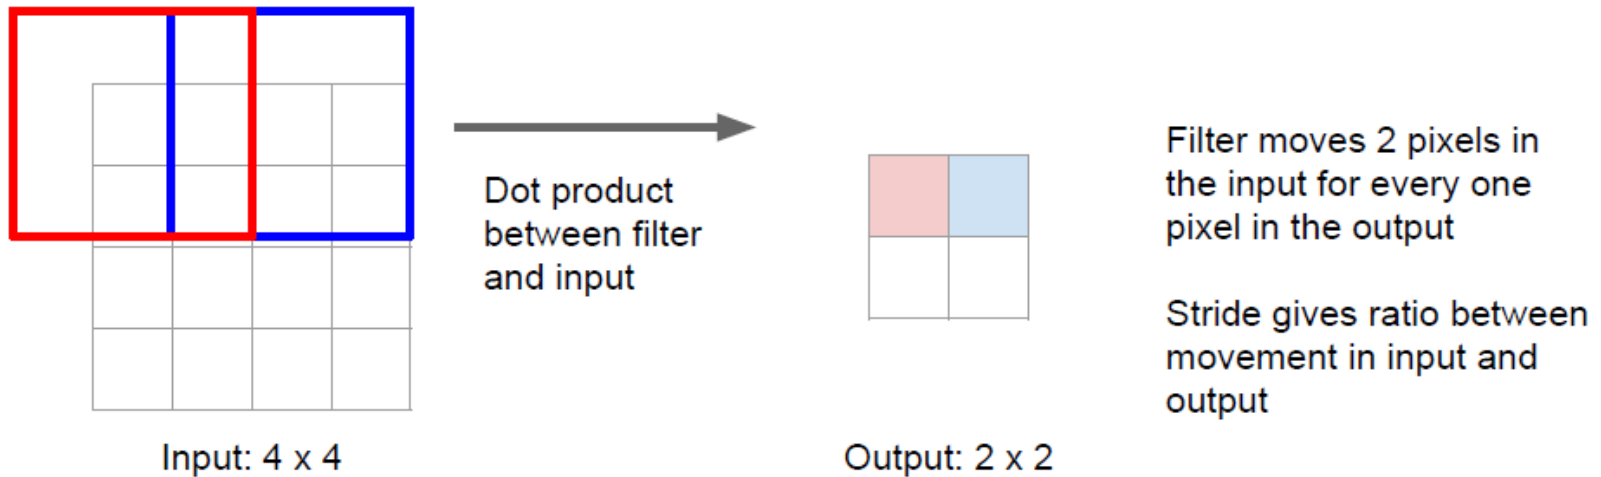 Dot product
between filter
and input
Filter moves 2 pixels in
the input for every one
pixel in the output
Stride gives ratio between
movement in input and
output
Input: 4 x 4
Output: 2 x 2